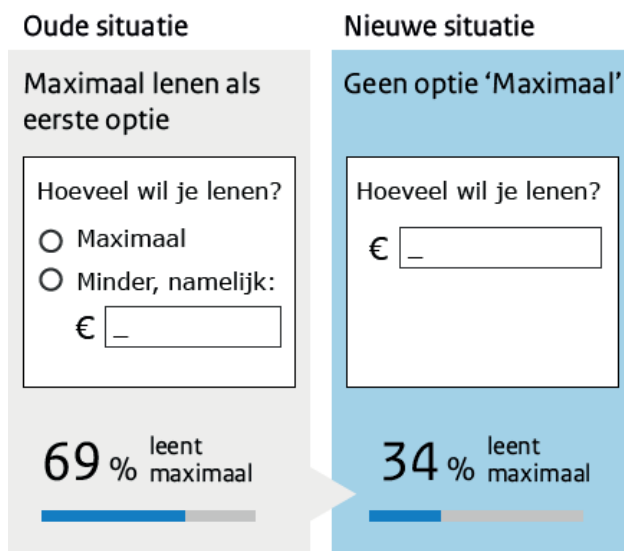 Oude situatie
Maximaal lenen als
eerste optie
Hoeveel wil je lenen?
Maximaal
Minder, namelijk:
€ _
69 % leent
maximaal
Nieuwe situatie
Geen optie ‘Maximaal’
Hoeveel wil je lenen?
€ _
34 % leent
maximaal